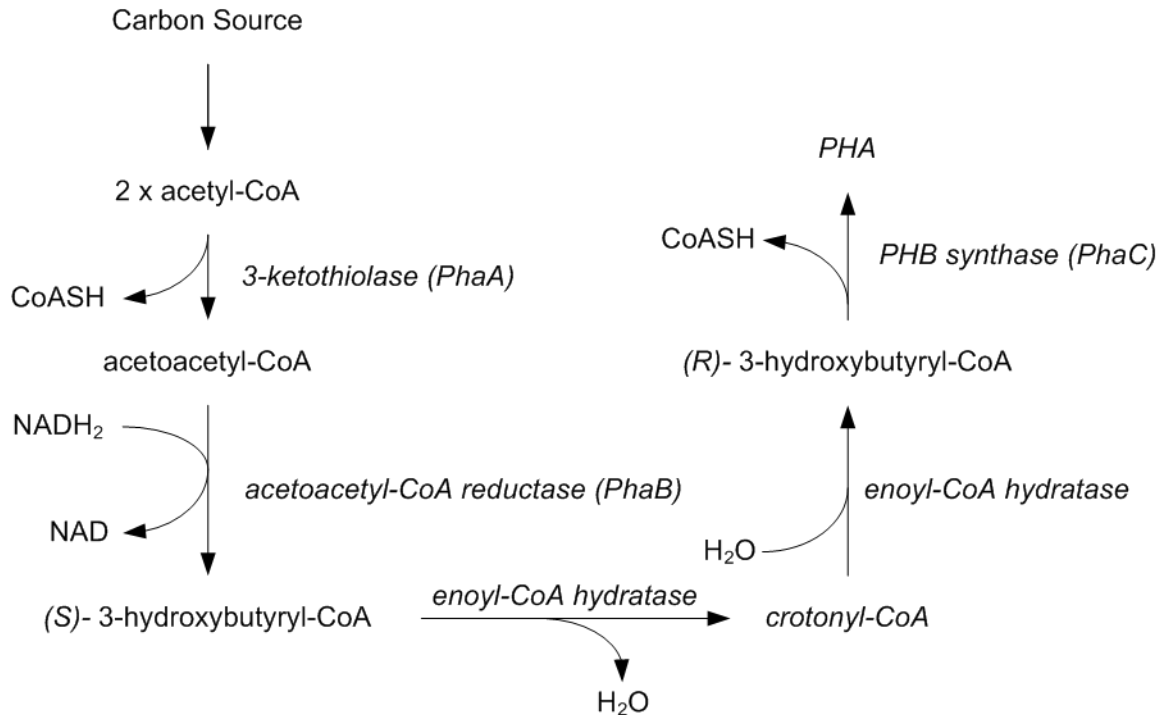 Carbon Source
2 x acetyl-CoA
CoASH
3-ketothiolase (PhaA)
acetoacetyl-CoA
NADH₂
NAD
acetoacetyl-CoA reductase (PhaB)
(S)- 3-hydroxybutyryl-CoA
enoyl-CoA hydratase
H₂O
crotonyl-CoA
H₂O
enoyl-CoA hydratase
(R)- 3-hydroxybutyryl-CoA
CoASH
PHB synthase (PhaC)
PHA